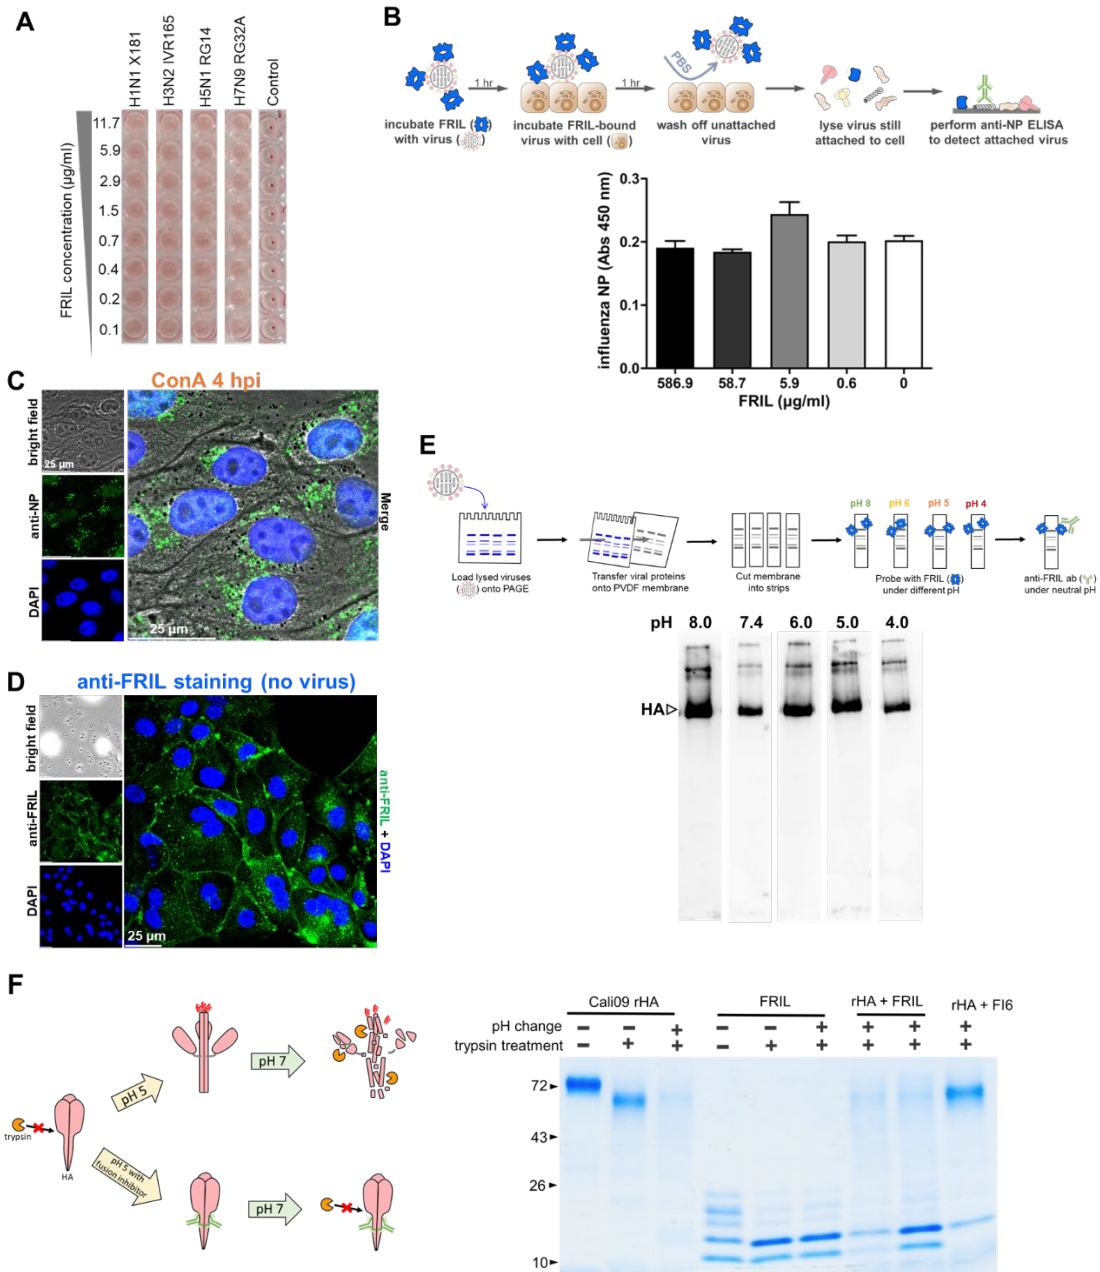 A
H1N1 X181
H3N2 IVR165
H5N1 RG14
H7N9 RG32A
Control
FRIL concentration (µg/ml)
11.7
5.9
2.9
1.5
0.7
0.4
0.2
0.1
B
1 hr
1 hr
PBS
incubate FRIL ( )
with virus ( )
incubate FRIL-bound
virus with cell ( )
wash off unattached
virus
lyse virus still
attached to cell
perform anti-NP ELISA
to detect attached virus
influenza NP (Abs 450 nm)
0.3
0.2
0.1
0.0
586.9 58.7 5.9 0.6 0
FRIL (µg/ml)
C
ConA 4 hpi
bright field
25 µm
anti-NP
DAPI
25 µm
Merge
D
anti-FRIL staining (no virus)
bright field
anti-FRIL
DAPI
25 µm
anti-FRIL + DAPI
E
Load lysed viruses
( ) onto PAGE
Transfer viral proteins
onto PVDF membrane
Cut membrane
into strips
pH 8 pH 6 pH 5 pH 4
Probe with FRIL ( )
under different pH
anti-FRIL ab ( )
under neutral pH
pH 8.0 7.4 6.0 5.0 4.0
HA
F
trypsin
HA
pH 5
pH 7
pH 5 with
fusion inhibitor
pH 7
Cali09 rHA FRIL rHA + FRIL rHA + FI6
pH change − − + − − + + + +
trypsin treatment − + + − + + + + +
72
43
26
10